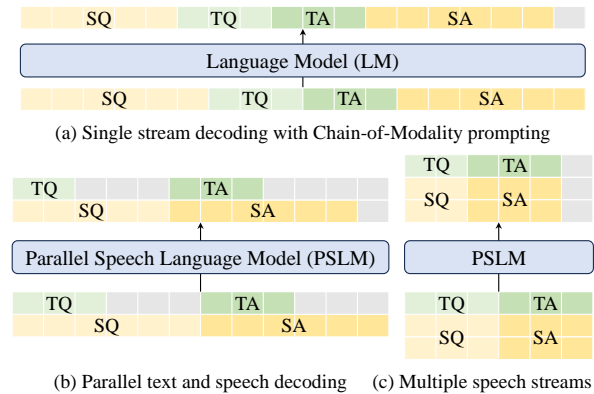 SQ TQ TA SA
Language Model (LM)
SQ TQ TA SA
(a) Single stream decoding with Chain-of-Modality prompting
TQ TA
SQ SA
Parallel Speech Language Model (PSLM)
TQ TA
SQ SA
(b) Parallel text and speech decoding
TQ TA
SQ SA
PSLM
TQ TA
SQ SA
(c) Multiple speech streams